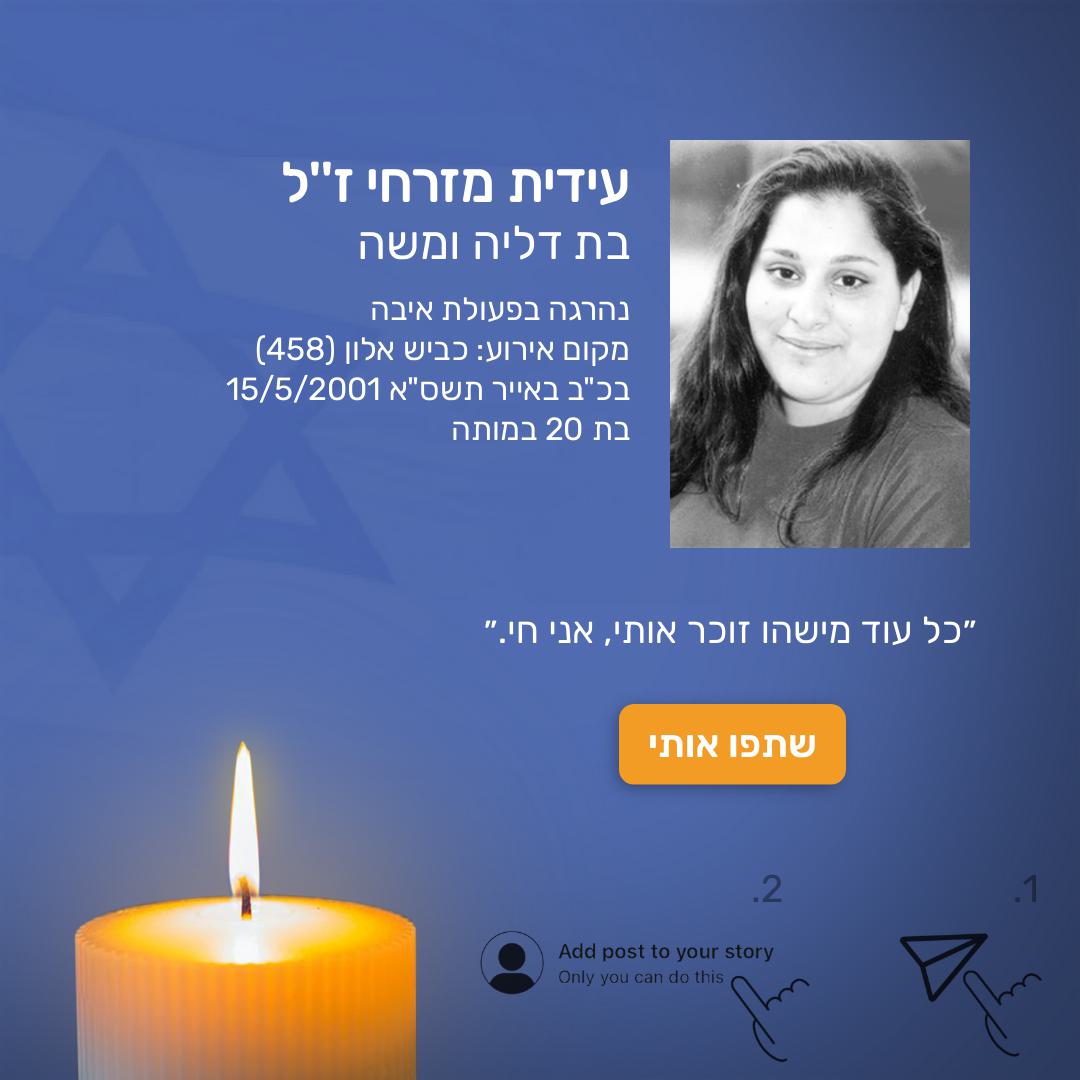 עידית מזרחי ז"ל
בת דליה ומשה
נהרגה בפעולת איבה
מקום אירוע: כביש אלון (458)
בכ"ב באייר תשס"א 15/5/2001
בת 20 במותה
״כל עוד מישהו זוכר אותי, אני חי.״
שתפו אותי
1.
2.
Add post to your story
Only you can do this